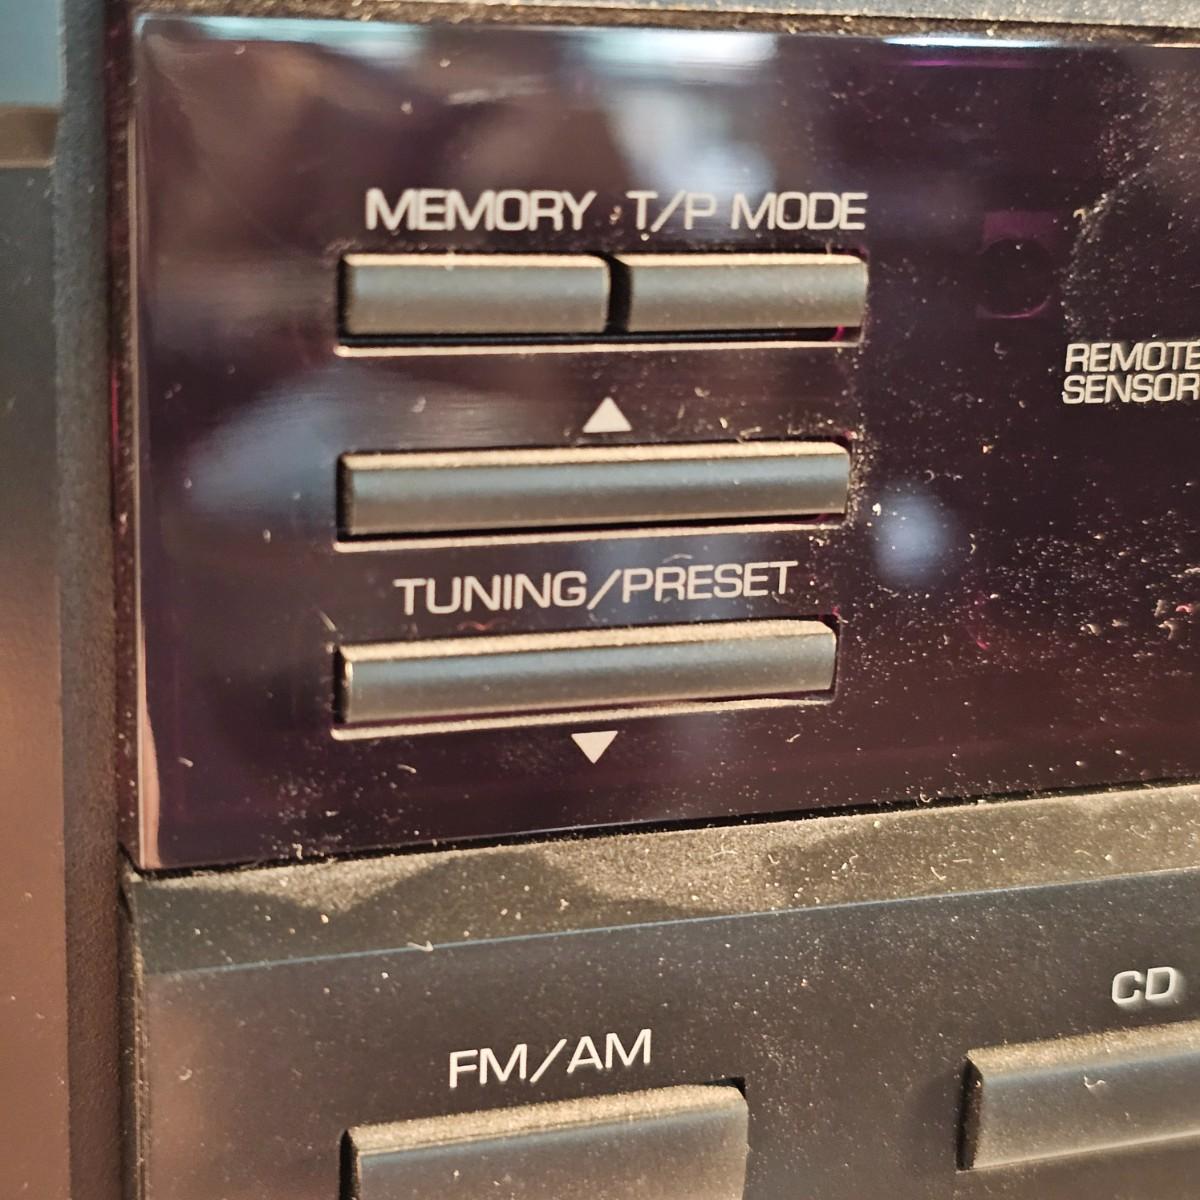 MEMORY T/P MODE
REMOTE
SENSOR
TUNING/PRESET
CD
FM/AM